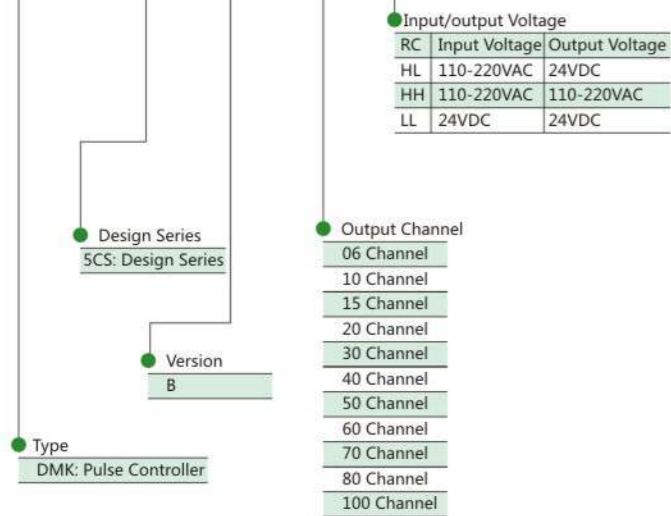 Input/output Voltage
RC Input Voltage Output Voltage
HL 110-220VAC 24VDC
HH 110-220VAC 110-220VAC
LL 24VDC 24VDC
Design Series
5CS: Design Series
Output Channel
06 Channel
10 Channel
15 Channel
20 Channel
30 Channel
40 Channel
50 Channel
60 Channel
70 Channel
80 Channel
100 Channel
Version
B
Type
DMK: Pulse Controller